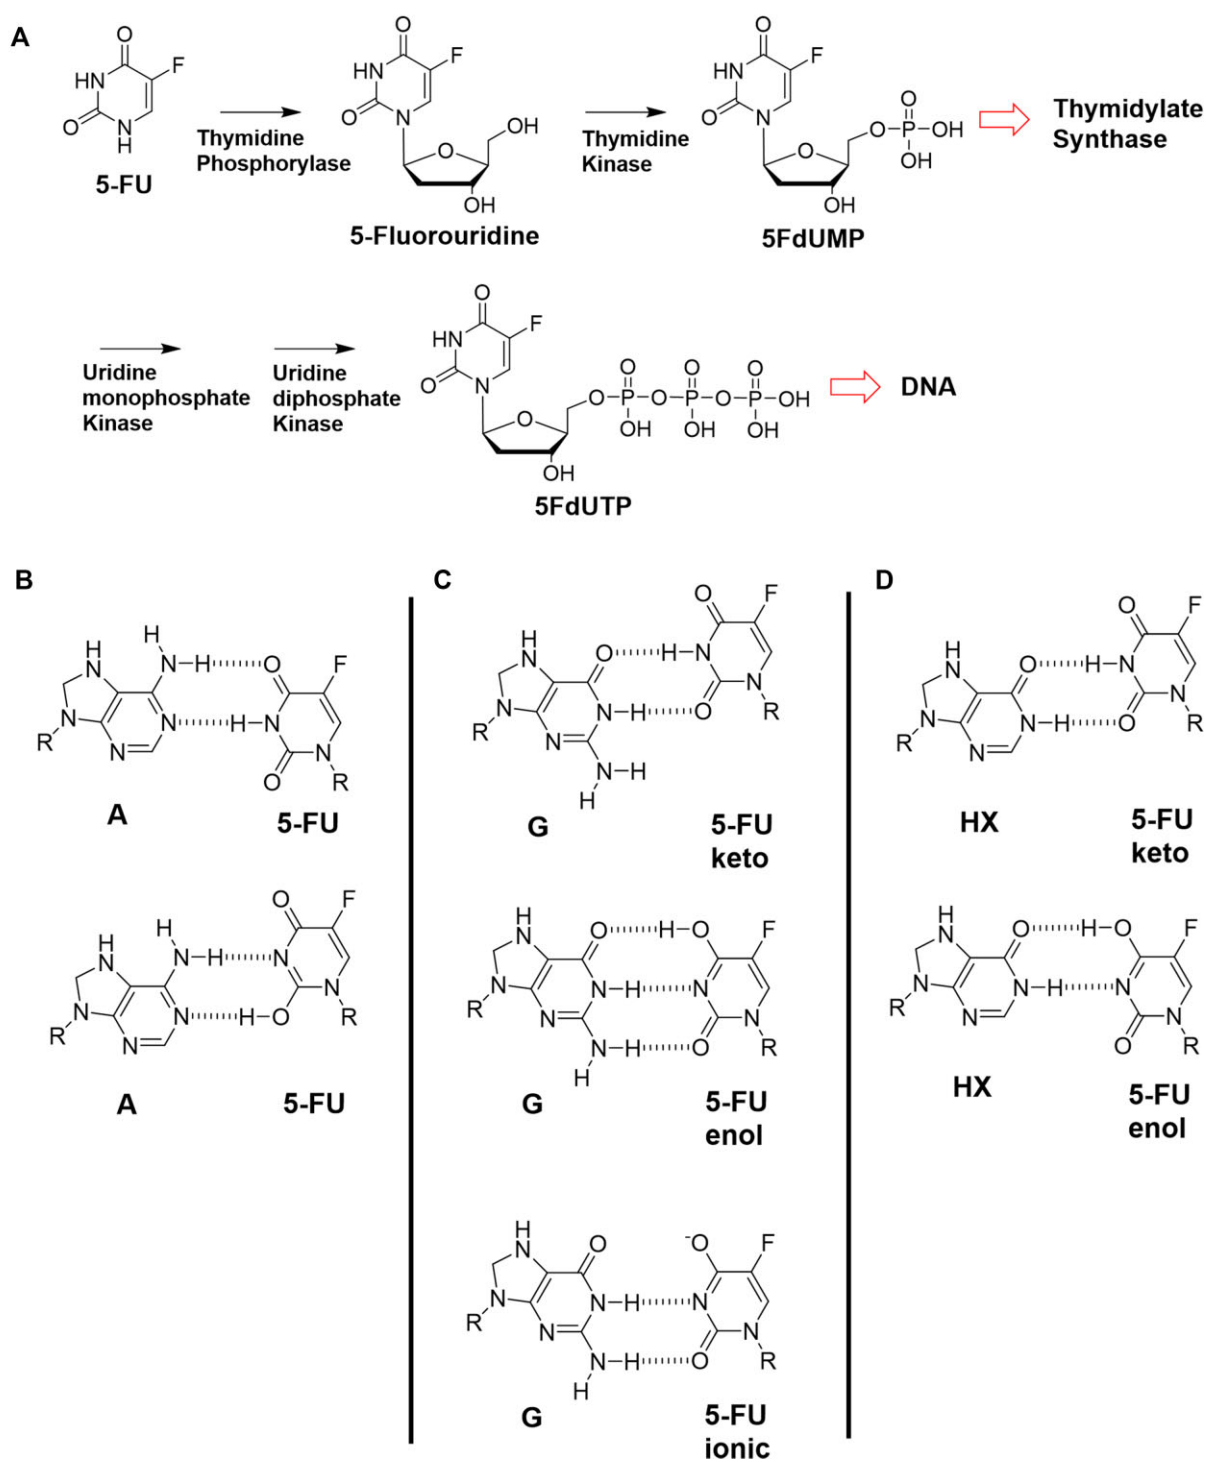 A
5-FU
Thymidine
Phosphorylase
5-Fluorouridine
Thymidine
Kinase
5FdUMP
Thymidylate
Synthase
Uridine
monophosphate
Kinase
Uridine
diphosphate
Kinase
5FdUTP
DNA
B
A
5-FU
A
5-FU
C
G
5-FU
keto
G
5-FU
enol
G
5-FU
ionic
D
HX
5-FU
keto
HX
5-FU
enol